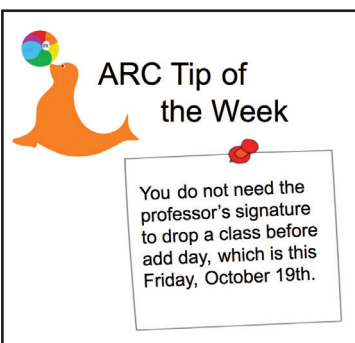 ARC Tip of
the Week
You do not need the
professor's signature
to drop a class before
add day, which is this
Friday, October 19th.